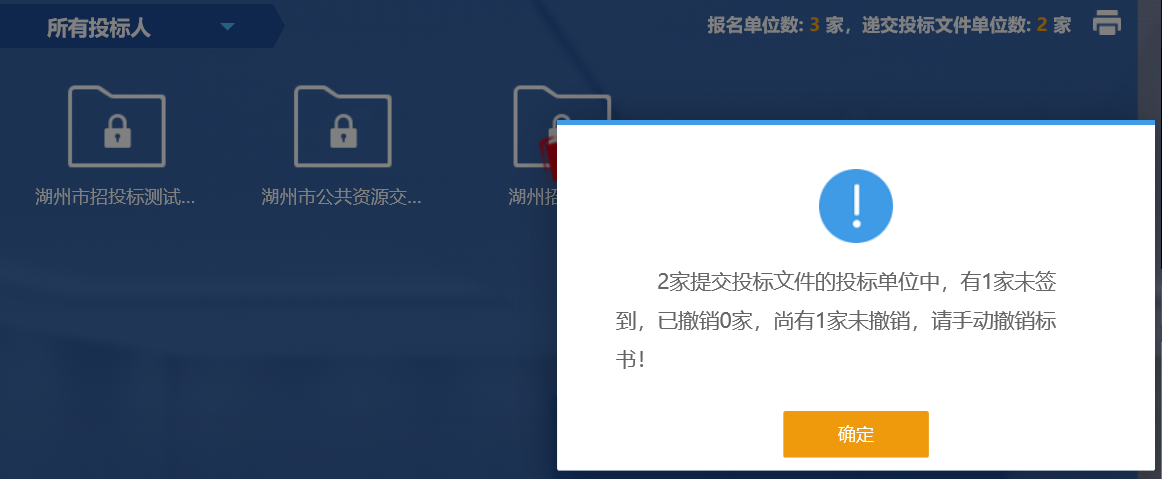 所有投标人
报名单位数: 3 家，递交投标文件单位数: 2 家
湖州市招投标测试...
湖州市公共资源交...
湖州招
2家提交投标文件的投标单位中，有1家未签
到，已撤销0家，尚有1家未撤销，请手动撤销标
书！
确定